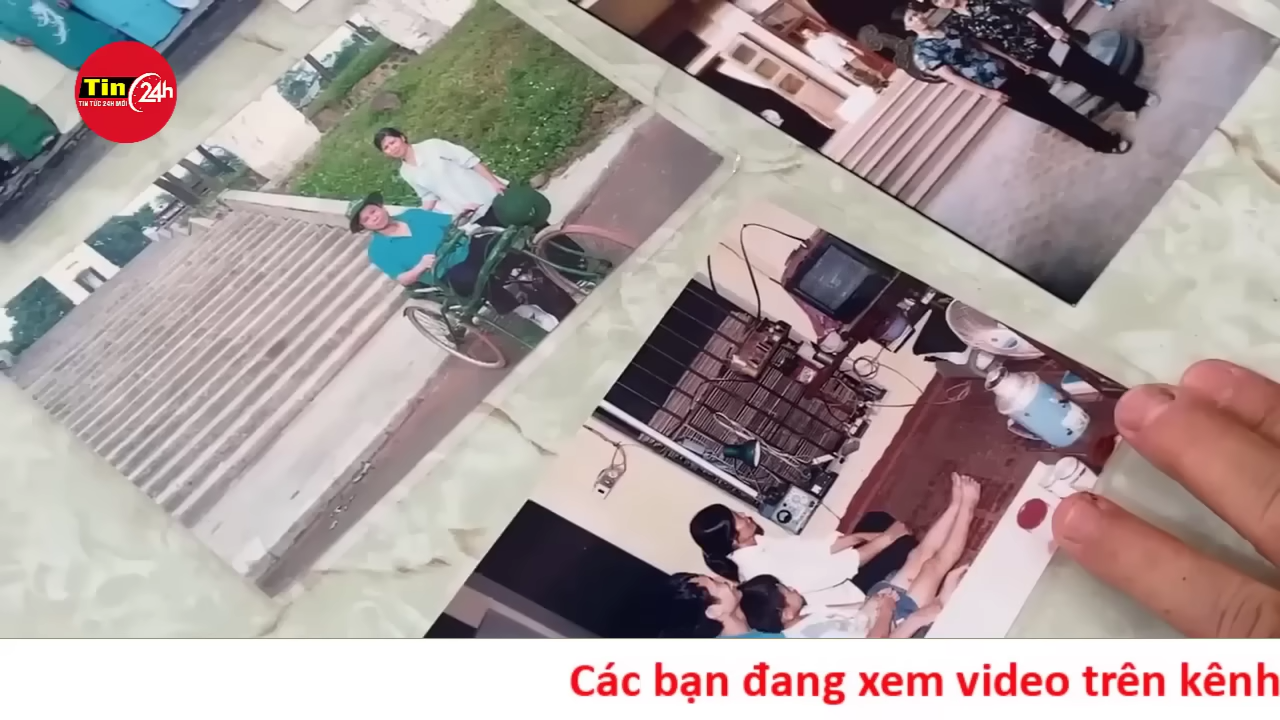 Tin 24h
TIN TỨC 24H MỚI
Các bạn đang xem video trên kênh